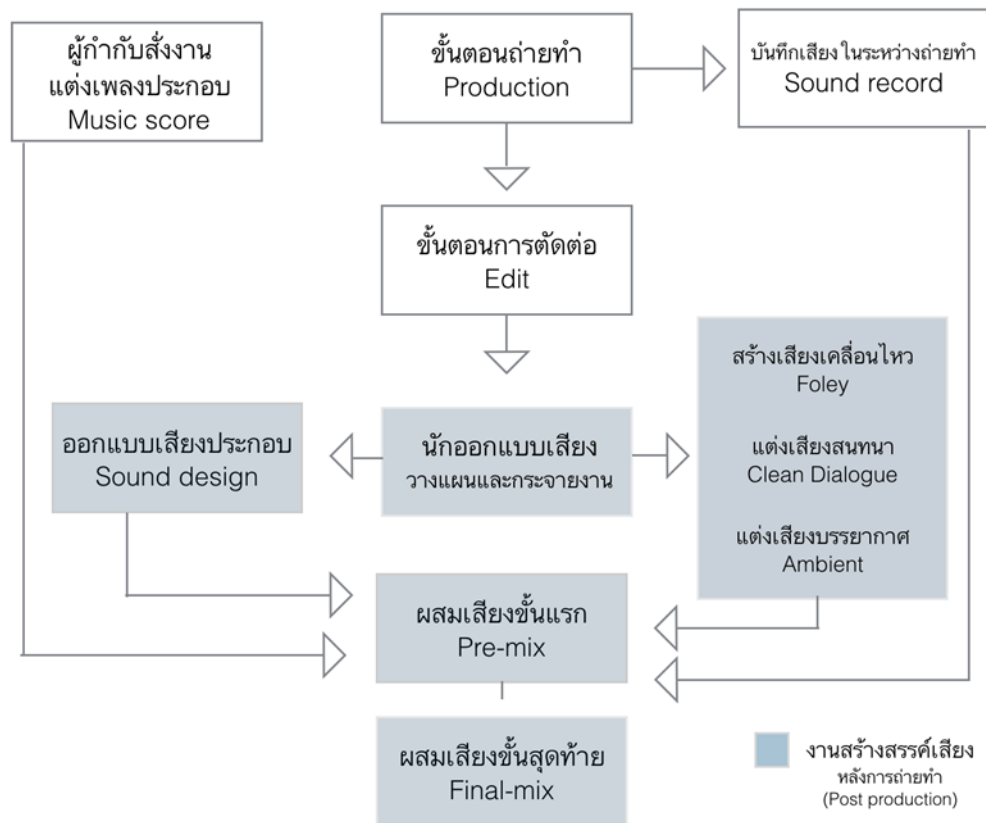 ผู้กำกับสั่งงาน
แต่งเพลงประกอบ
Music score
ขั้นตอนถ่ายทำ
Production
บันทึกเสียง ในระหว่างถ่ายทำ
Sound record
ขั้นตอนการตัดต่อ
Edit
สร้างเสียงเคลื่อนไหว
Foley
แต่งเสียงสนทนา
Clean Dialogue
แต่งเสียงบรรยากาศ
Ambient
ออกแบบเสียงประกอบ
Sound design
นักออกแบบเสียง
วางแผนและกระจายงาน
ผสมเสียงขั้นแรก
Pre-mix
ผสมเสียงขั้นสุดท้าย
Final-mix
งานสร้างสรรค์เสียง
หลังการถ่ายทำ
(Post production)